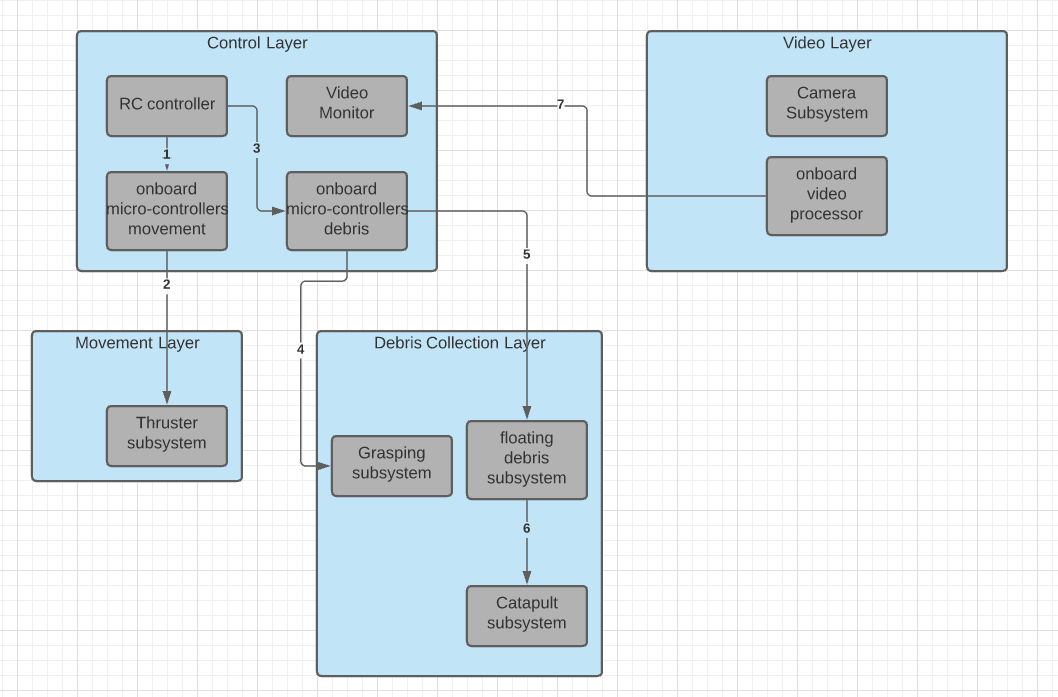 Control Layer
RC controller
Video
Monitor
1
3
onboard
micro-controllers
movement
onboard
micro-controllers
debris
Video Layer
Camera
Subsystem
onboard
video
processor
7
2
5
4
Movement Layer
Thruster
subsystem
Debris Collection Layer
Grasping
subsystem
floating
debris
subsystem
6
Catapult
subsystem